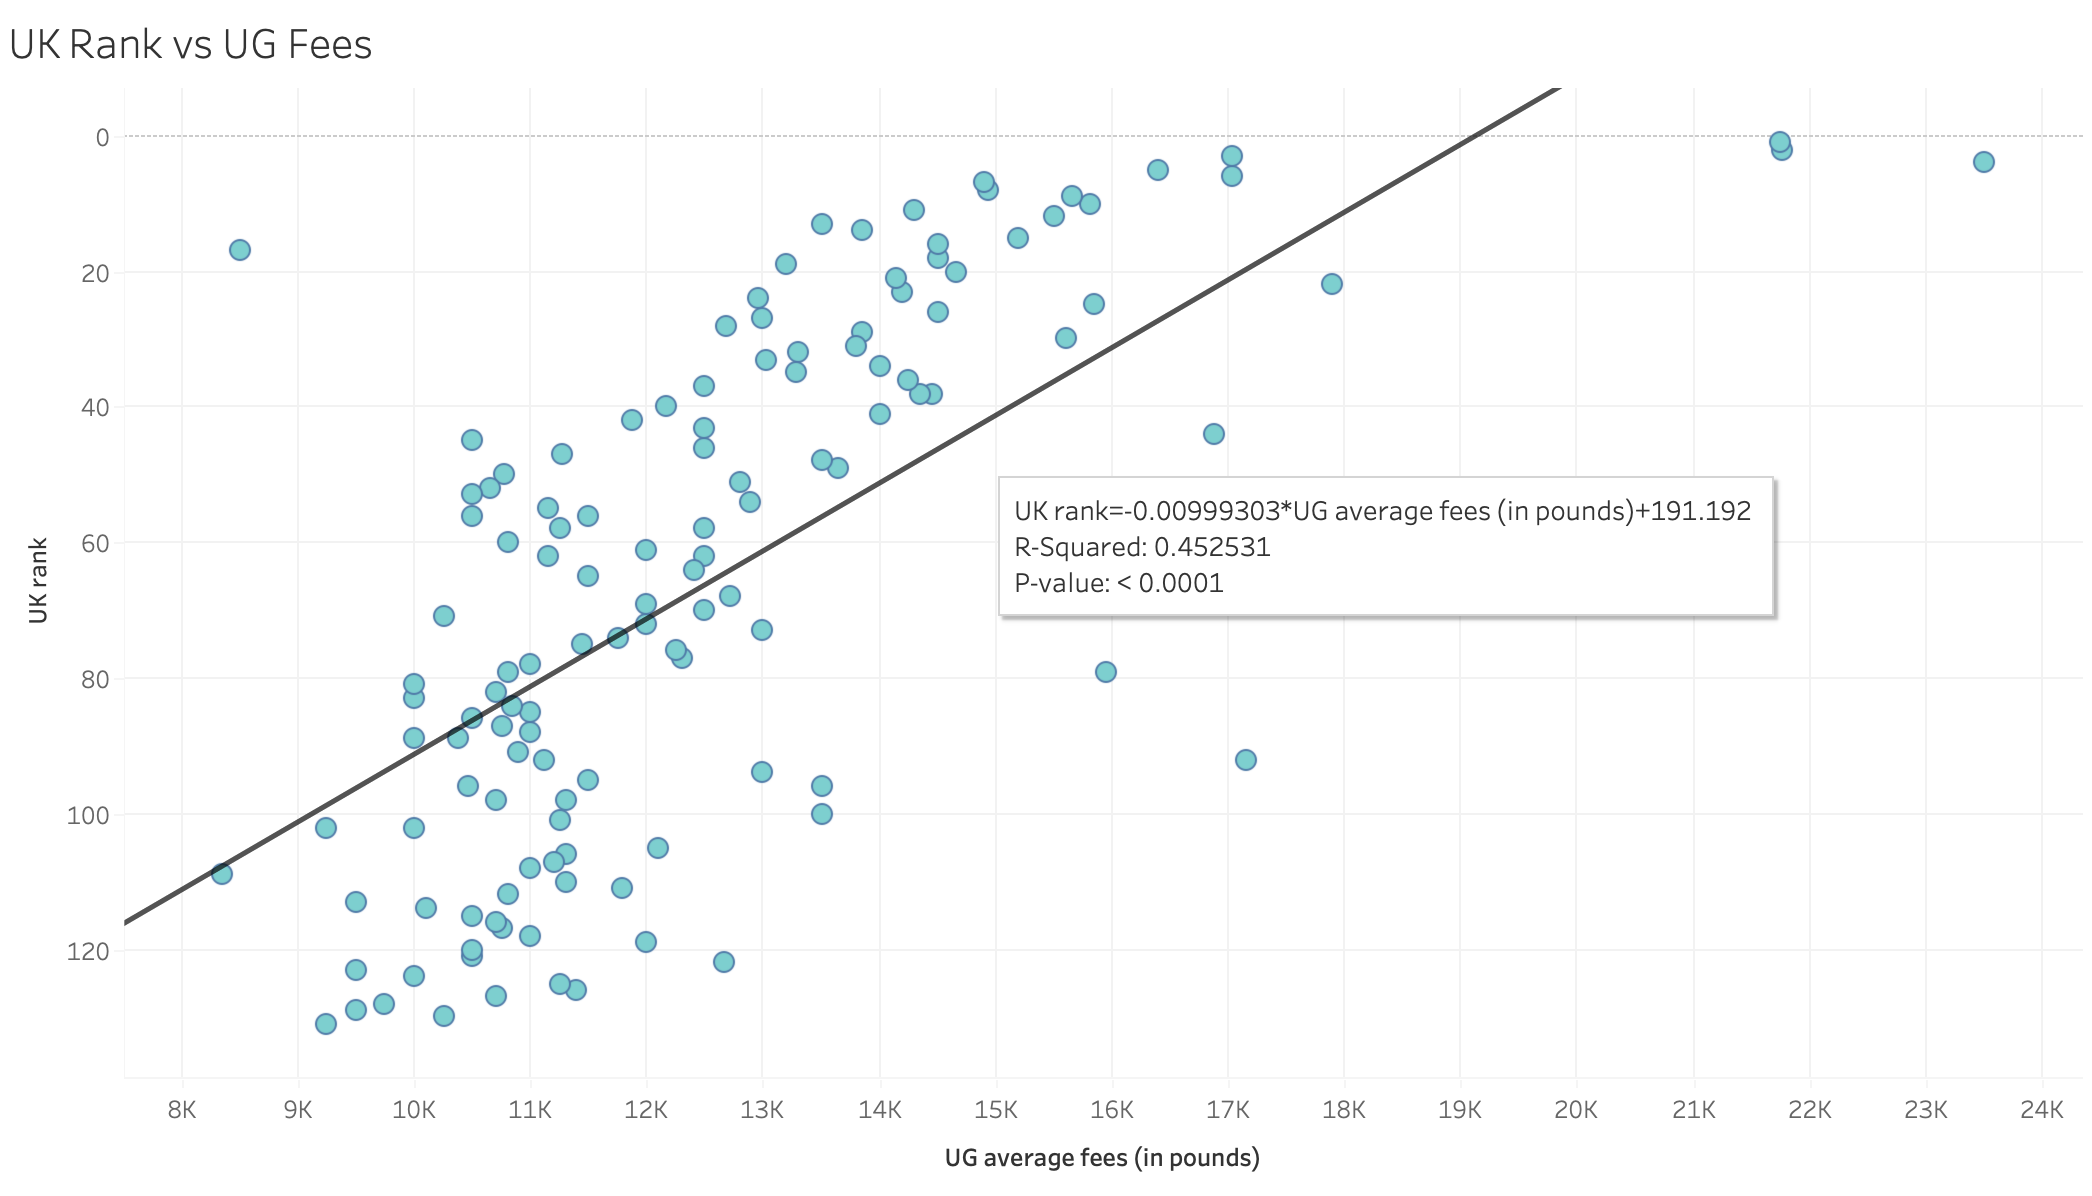 UK Rank vs UG Fees
0
20
40
60
80
100
120
UK rank
UK rank=-0.00999303*UG average fees (in pounds)+191.192
R-Squared: 0.452531
P-value: < 0.0001
8K 9K 10K 11K 12K 13K 14K 15K 16K 17K 18K 19K 20K 21K 22K 23K 24K
UG average fees (in pounds)